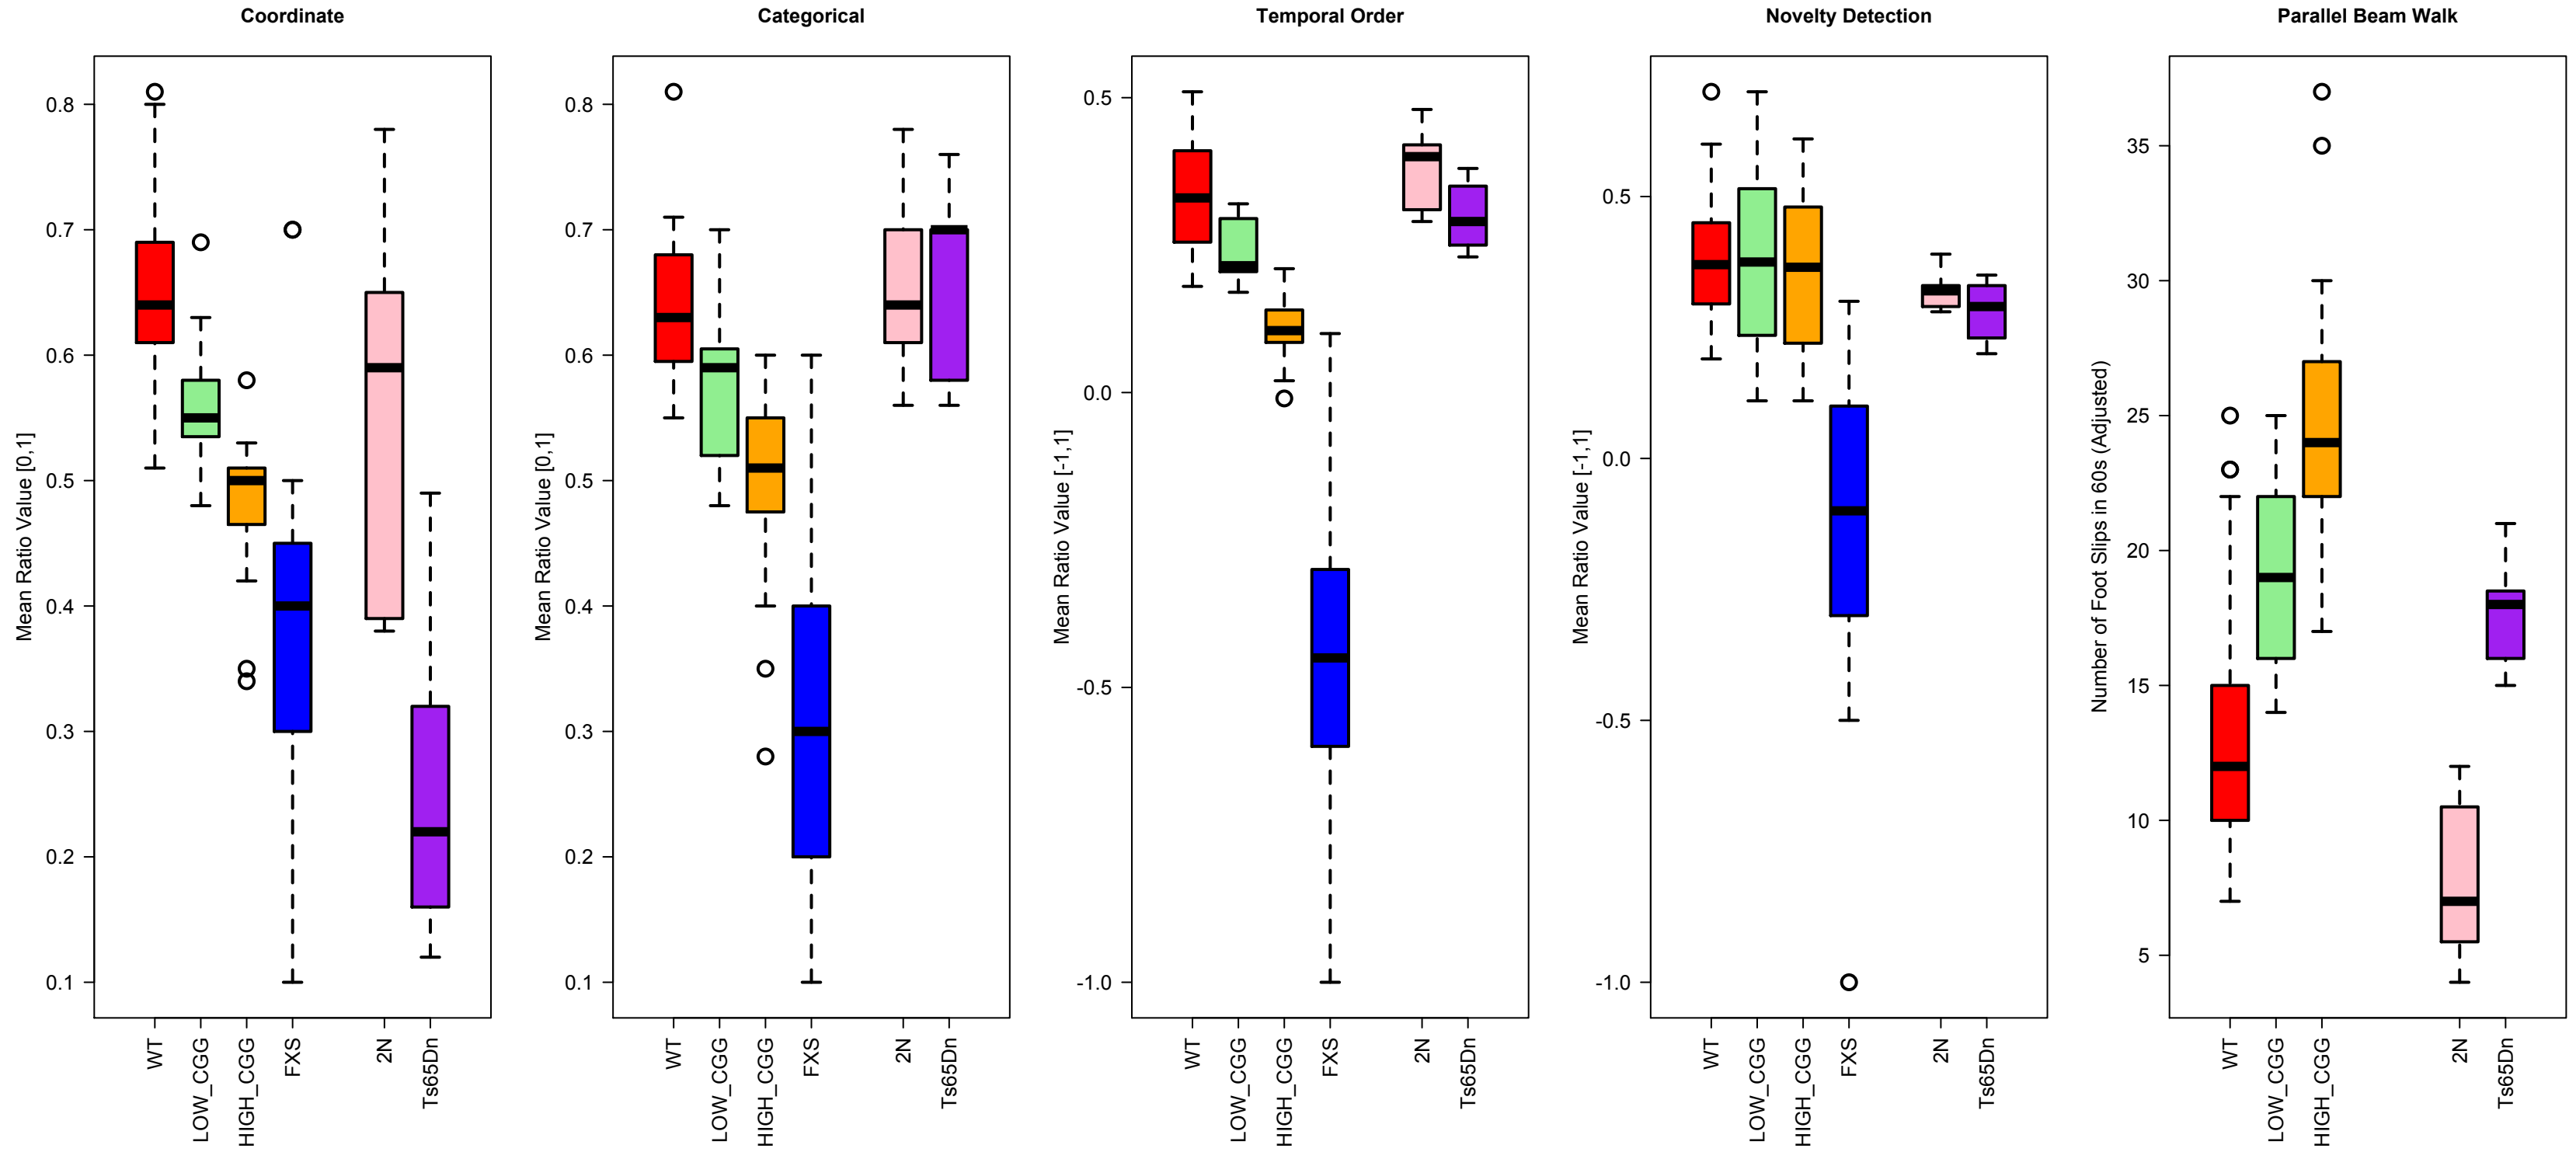 Coordinate
Mean Ratio Value [0,1]
0.8
0.7
0.6
0.5
0.4
0.3
0.2
0.1
WT
LOW_CGG
HIGH_CGG
FXS
2N
Ts65Dn
Categorical
Mean Ratio Value [0,1]
0.8
0.7
0.6
0.5
0.4
0.3
0.2
0.1
WT
LOW_CGG
HIGH_CGG
FXS
2N
Ts65Dn
Temporal Order
Mean Ratio Value [-1,1]
0.5
0.0
-0.5
-1.0
WT
LOW_CGG
HIGH_CGG
FXS
2N
Ts65Dn
Novelty Detection
Mean Ratio Value [-1,1]
0.5
0.0
-0.5
-1.0
WT
LOW_CGG
HIGH_CGG
FXS
2N
Ts65Dn
Parallel Beam Walk
Number of Foot Slips in 60s (Adjusted)
35
30
25
20
15
10
5
WT
LOW_CGG
HIGH_CGG
2N
Ts65Dn